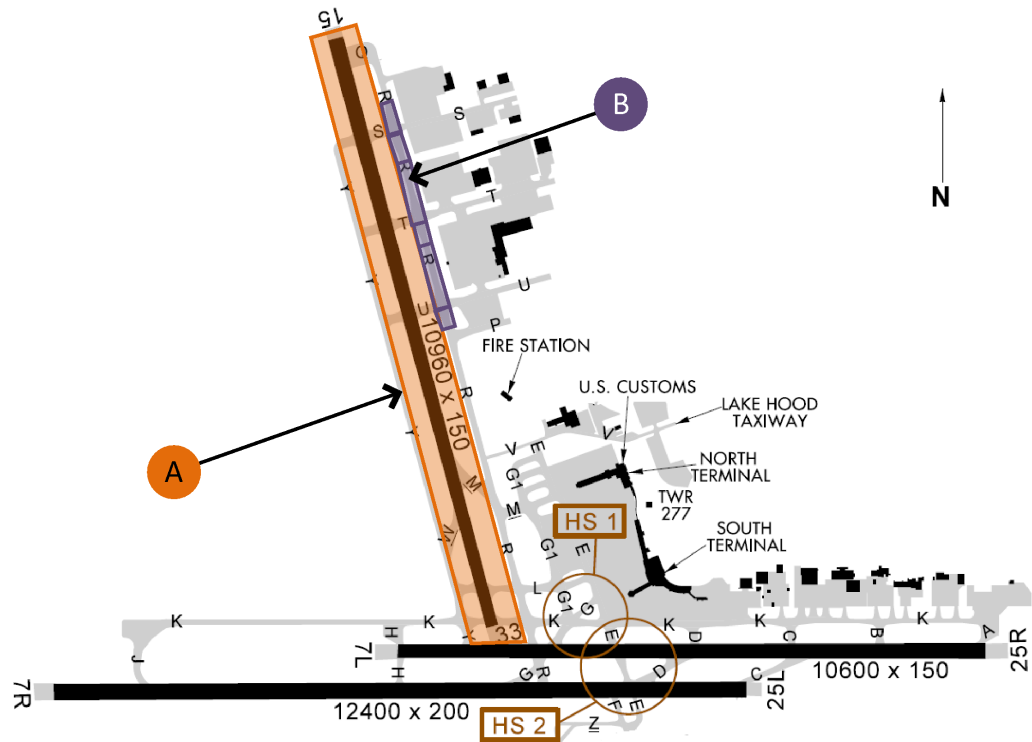 15
O
R
S
S
B
R
Y
T
T
N
R
Y
U
U
10960 x 150
P
FIRE STATION
U.S. CUSTOMS
LAKE HOOD
TAXIWAY
R
Y
V
E
V
A
G1
NORTH
TERMINAL
M
TWR
277
M
HS 1
SOUTH
TERMINAL
R
G1
E
L
G1
G
K
H
K
33
K
E
K
D
K
C
B
K
A
J
7L
10600 x 150
25R
7R
H
G
R
D
C
25L
12400 x 200
F
E
HS 2
Z